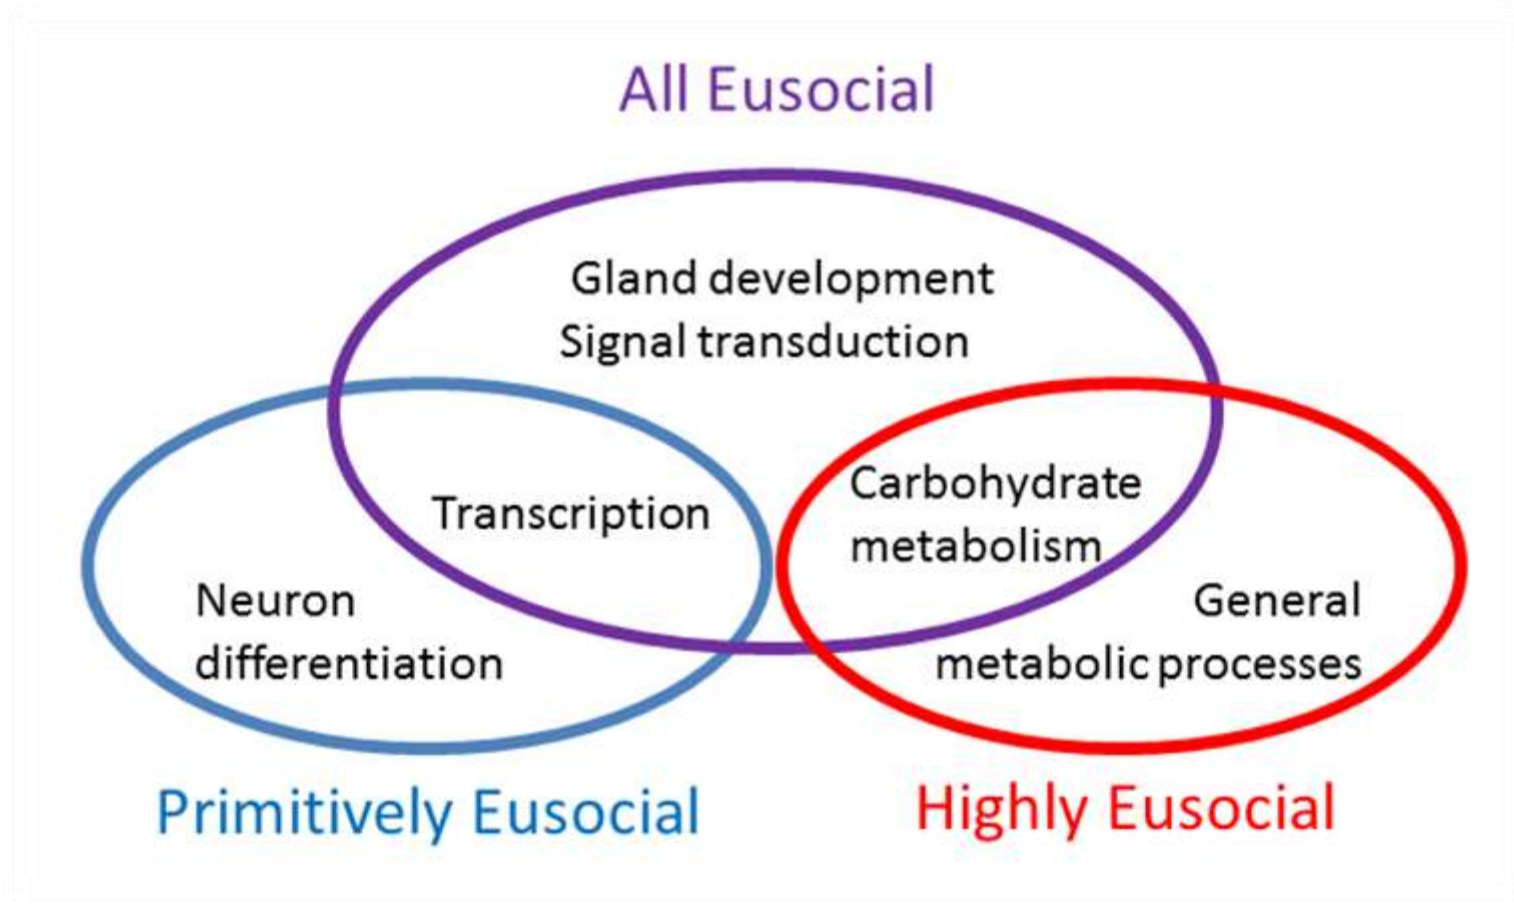 All Eusocial
Gland development
Signal transduction
Transcription
Carbohydrate
metabolism
Neuron
differentiation
General
metabolic processes
Primitively Eusocial
Highly Eusocial